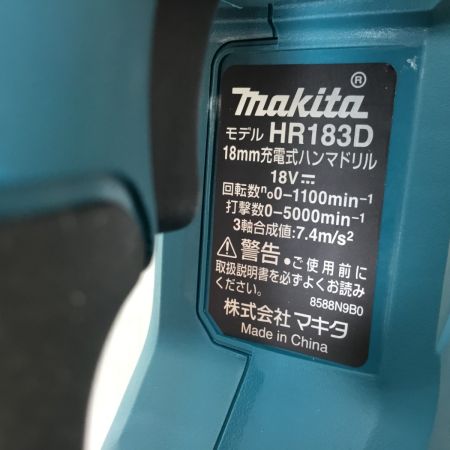 makita®
モデル HR183D
18mm充電式ハンマドリル
18V⎓
回転数n₀0-1100min⁻¹
打撃数0-5000min⁻¹
3軸合成値:7.4m/s²
⚠警告 ●ご使用前に
取扱説明書を必ずよくお読み
ください。 8588N9B0
株式会社 マキタ
Made in China